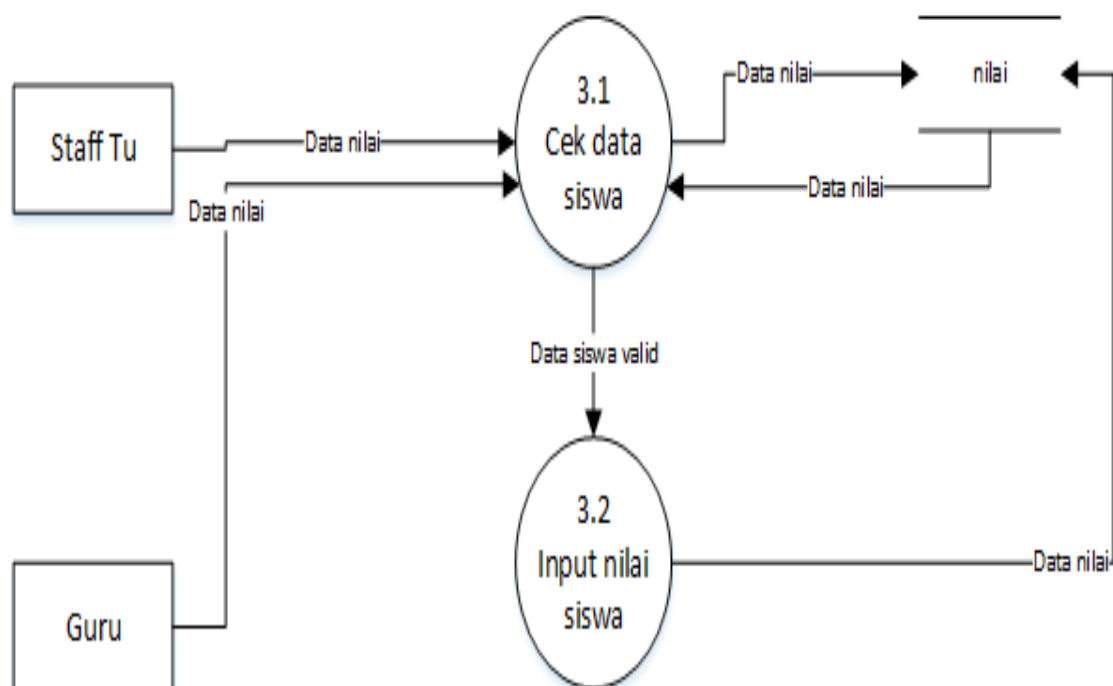 Staff Tu
Data nilai
Data nilai
3.1
Cek data
siswa
Data nilai
nilai
Data nilai
Data siswa valid
3.2
Input nilai
siswa
Data nilai
Guru